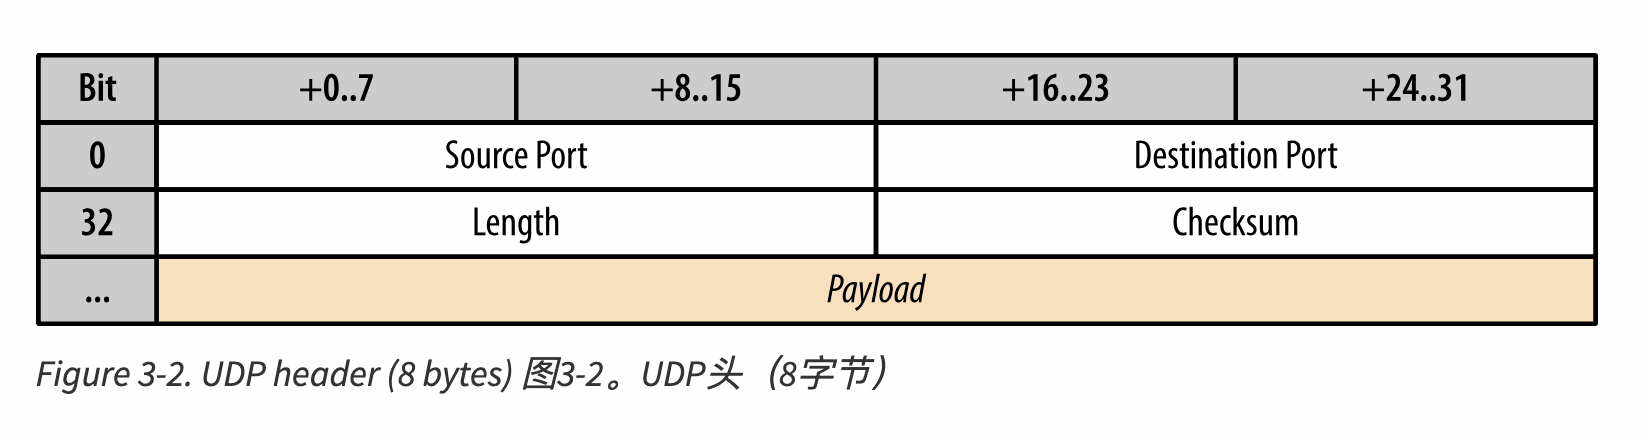 Bit +0..7 +8..15 +16..23 +24..31
0 Source Port Destination Port
32 Length Checksum
... Payload
Figure 3-2. UDP header (8 bytes) 图3-2。UDP头（8字节）